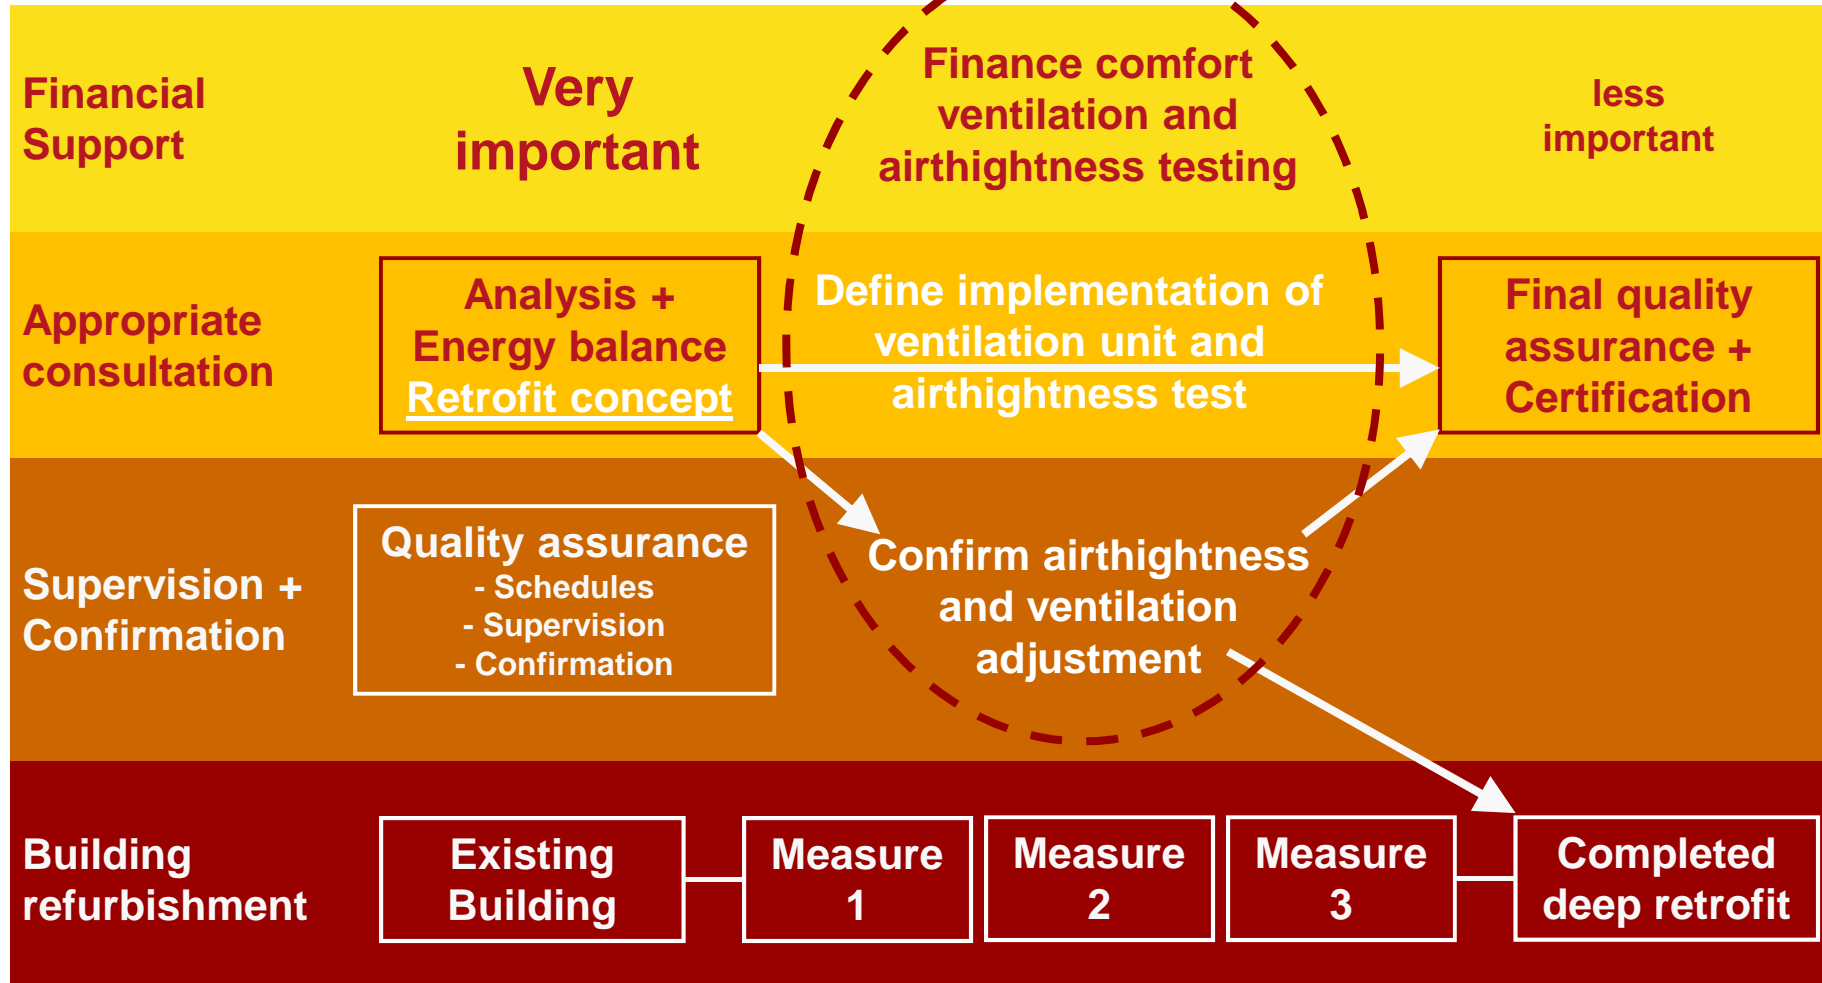 Financial
Support
Very
important
Finance comfort
ventilation and
airthightness testing
less
important
Appropriate
consultation
Analysis +
Energy balance
Retrofit concept
Define implementation of
ventilation unit and
airthightness test
Final quality
assurance +
Certification
Supervision +
Confirmation
Quality assurance
- Schedules
- Supervision
- Confirmation
Confirm airthightness
and ventilation
adjustment
Building
refurbishment
Existing
Building
Measure
1
Measure
2
Measure
3
Completed
deep retrofit